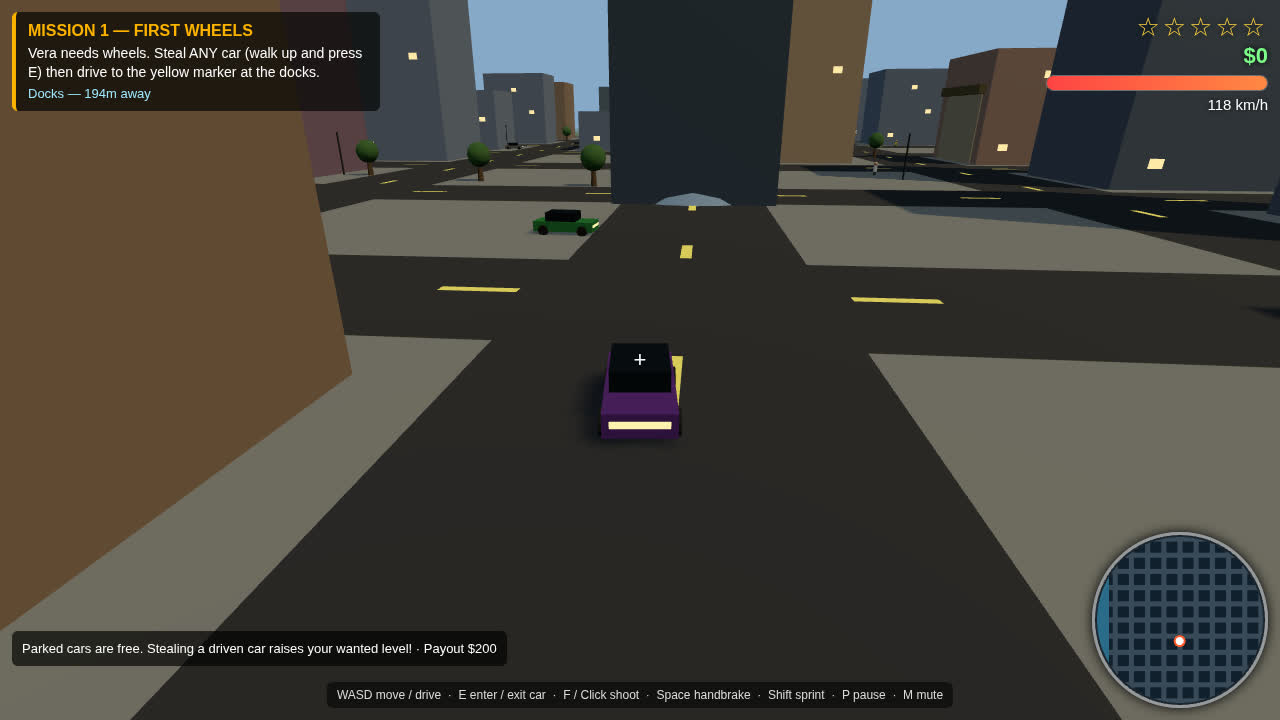 MISSION 1 — FIRST WHEELS
Vera needs wheels. Steal ANY car (walk up and press
E) then drive to the yellow marker at the docks.
Docks — 194m away
☆☆☆☆☆
$0
118 km/h
+
Parked cars are free. Stealing a driven car raises your wanted level! · Payout $200
WASD move / drive · E enter / exit car · F / Click shoot · Space handbrake · Shift sprint · P pause · M mute